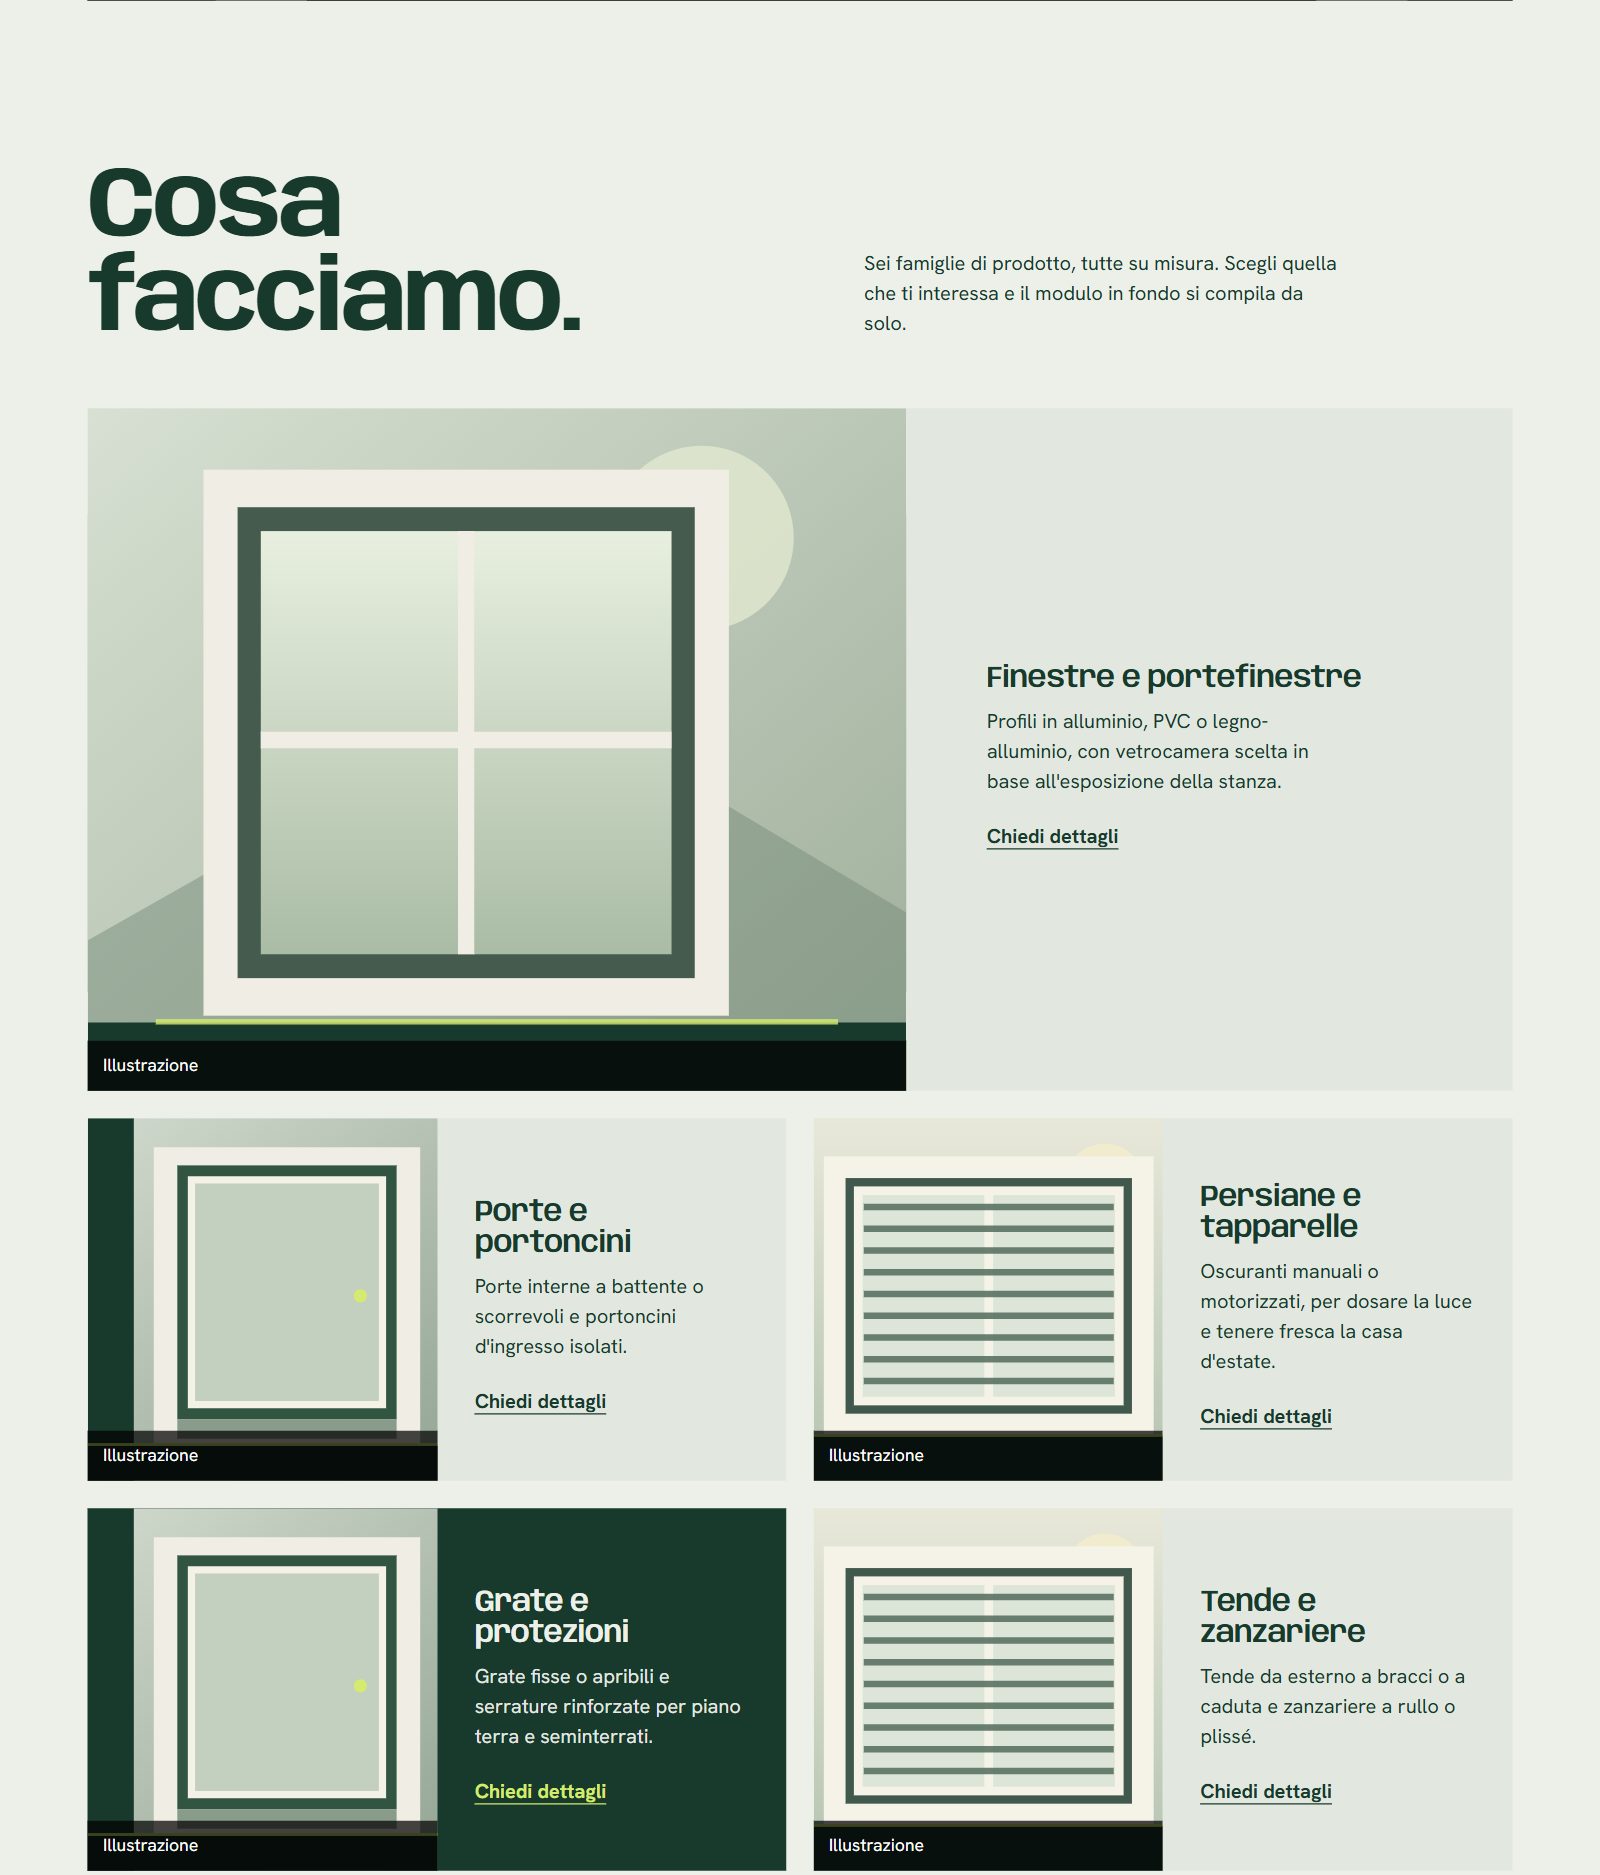 Cosa
facciamo.
Sei famiglie di prodotto, tutte su misura. Scegli quella
che ti interessa e il modulo in fondo si compila da
solo.
Finestre e portefinestre
Profili in alluminio, PVC o legno-
alluminio, con vetrocamera scelta in
base all'esposizione della stanza.
Chiedi dettagli
Illustrazione
Porte e
portoncini
Porte interne a battente o
scorrevoli e portoncini
d'ingresso isolati.
Chiedi dettagli
Illustrazione
Persiane e
tapparelle
Oscuranti manuali o
motorizzati, per dosare la luce
e tenere fresca la casa
d'estate.
Chiedi dettagli
Illustrazione
Grate e
protezioni
Grate fisse o apribili e
serrature rinforzate per piano
terra e seminterrati.
Chiedi dettagli
Illustrazione
Tende e
zanzariere
Tende da esterno a bracci o a
caduta e zanzariere a rullo o
plissé.
Chiedi dettagli
Illustrazione